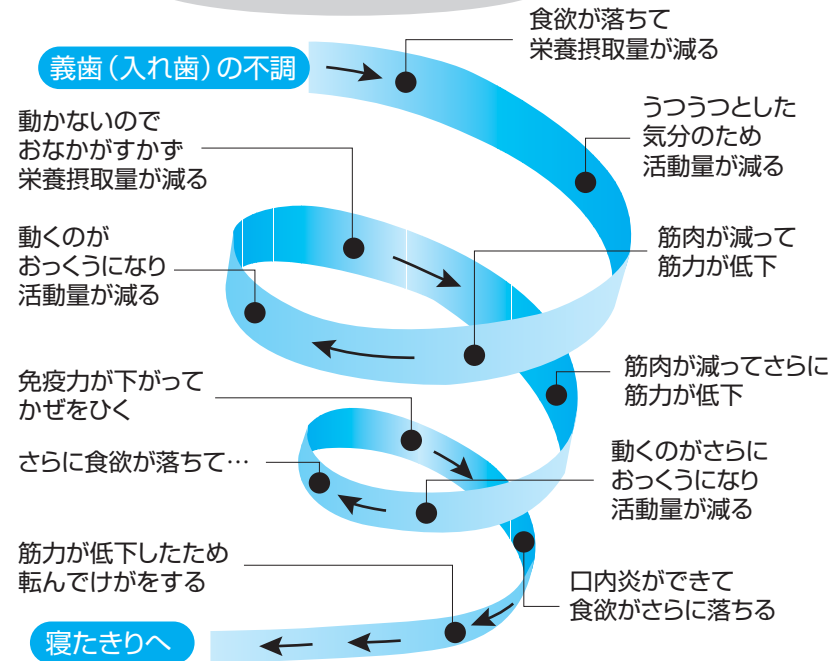 食欲が落ちて
栄養摂取量が減る
義歯（入れ歯）の不調
うつうつとした
気分のため
活動量が減る
動かないので
おなかがすかず
栄養摂取量が減る
動くのが
おっくうになり
活動量が減る
筋肉が減って
筋力が低下
筋肉が減ってさらに
筋力が低下
免疫力が下がって
かぜをひく
さらに食欲が落ちて…
動くのがさらに
おっくうになり
活動量が減る
筋力が低下したため
転んでけがをする
口内炎ができて
食欲がさらに落ちる
寝たきりへ